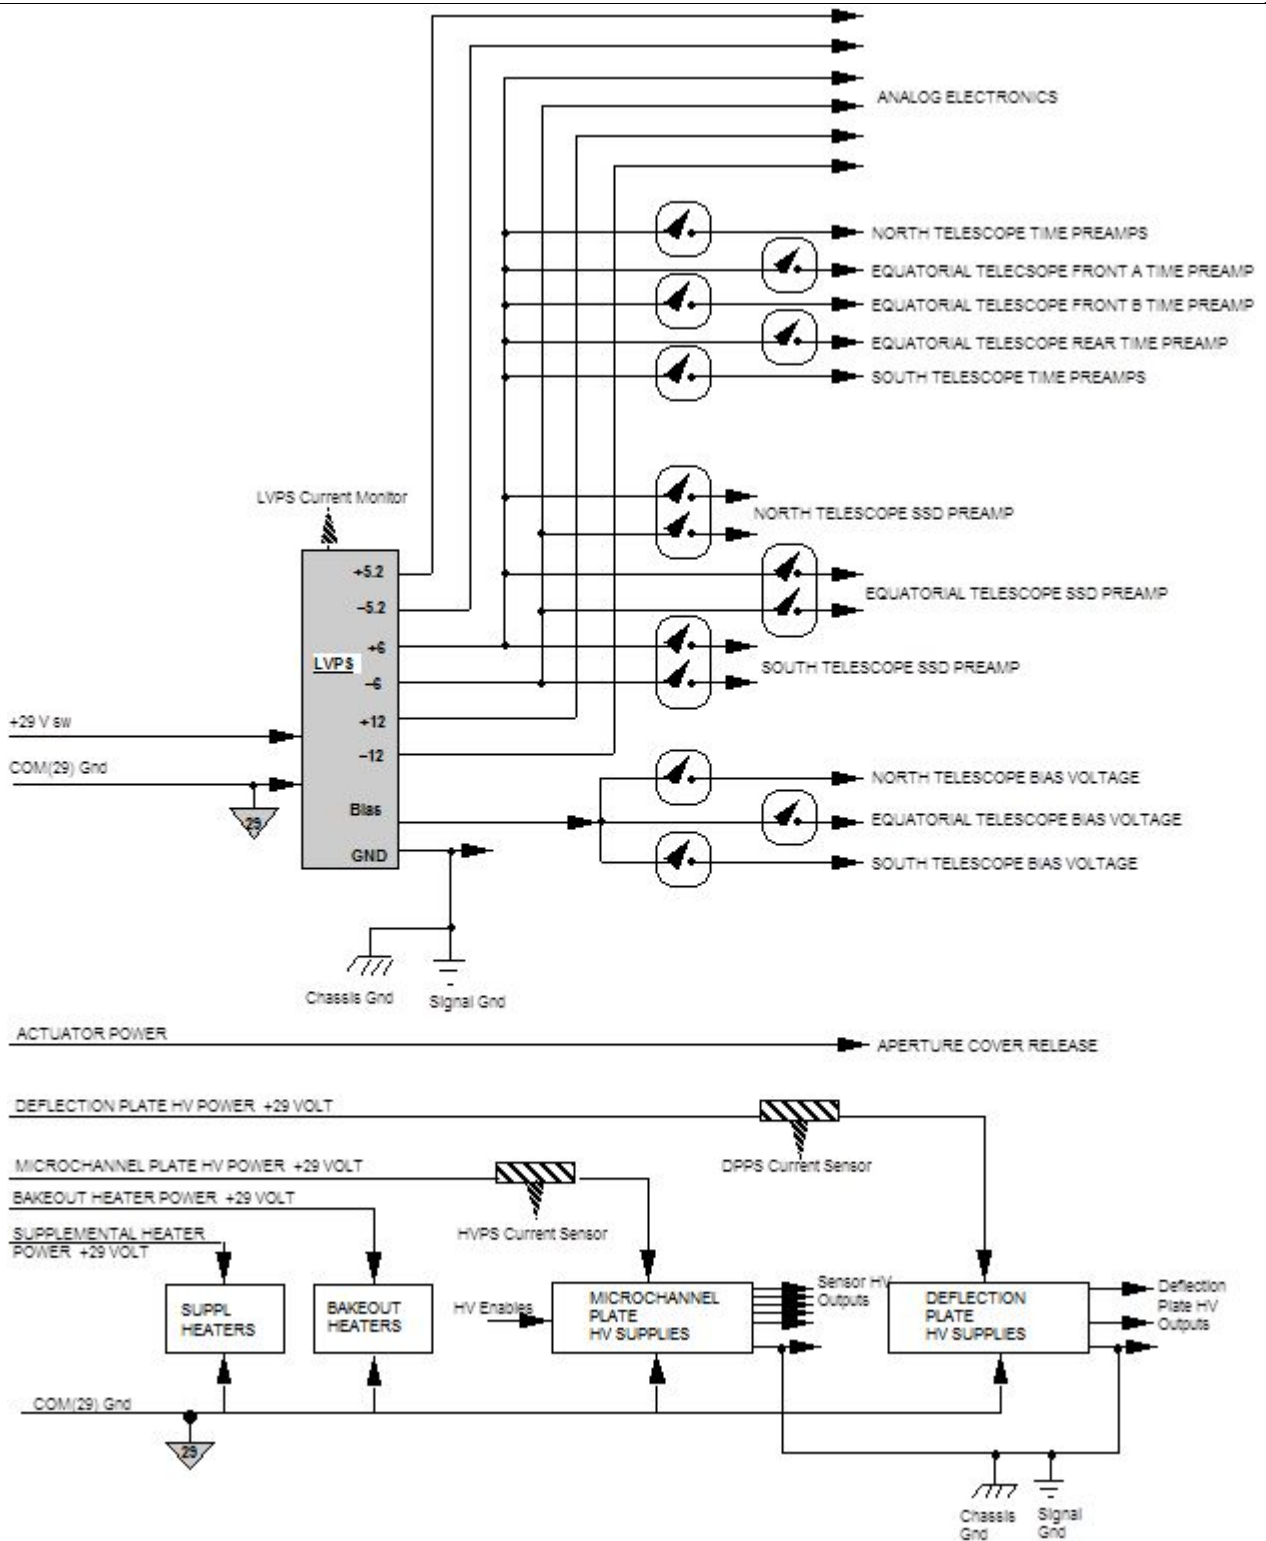 ANALOG ELECTRONICS
NORTH TELESCOPE TIME PREAMPS
EQUATORIAL TELECSOPE FRONT A TIME PREAMP
EQUATORIAL TELESCOPE FRONT B TIME PREAMP
EQUATORIAL TELESCOPE REAR TIME PREAMP
SOUTH TELESCOPE TIME PREAMPS
LVPS Current Monitor
NORTH TELESCOPE SSD PREAMP
+5.2
EQUATORIAL TELESCOPE SSD PREAMP
–5.2
+6
LVPS
SOUTH TELESCOPE SSD PREAMP
–6
+29 V sw
+12
–12
COM(29) Gnd
NORTH TELESCOPE BIAS VOLTAGE
Bias
29
EQUATORIAL TELESCOPE BIAS VOLTAGE
GND
SOUTH TELESCOPE BIAS VOLTAGE
Chassis Gnd
Signal Gnd
ACTUATOR POWER
APERTURE COVER RELEASE
DEFLECTION PLATE HV POWER +29 VOLT
MICROCHANNEL PLATE HV POWER +29 VOLT
DPPS Current Sensor
BAKEOUT HEATER POWER +29 VOLT
SUPPLEMENTAL HEATER
POWER +29 VOLT
HVPS Current Sensor
SUPPL
HEATERS
BAKEOUT
HEATERS
HV Enables
MICROCHANNEL
PLATE
HV SUPPLIES
Sensor HV
Outputs
DEFLECTION
PLATE
HV SUPPLIES
Deflection
Plate HV
Outputs
COM(29) Gnd
29
Chassis
Gnd
Signal
Gnd